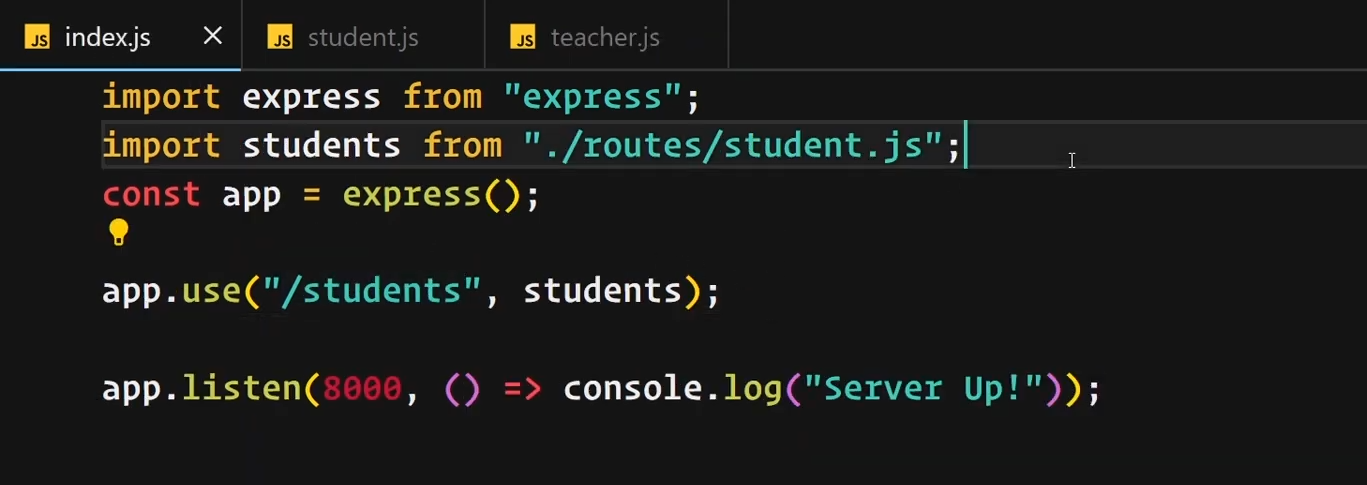 JS index.js JS student.js JS teacher.js
import express from "express";
import students from "./routes/student.js";
const app = express();
app.use("/students", students);
app.listen(8000, () => console.log("Server Up!"));